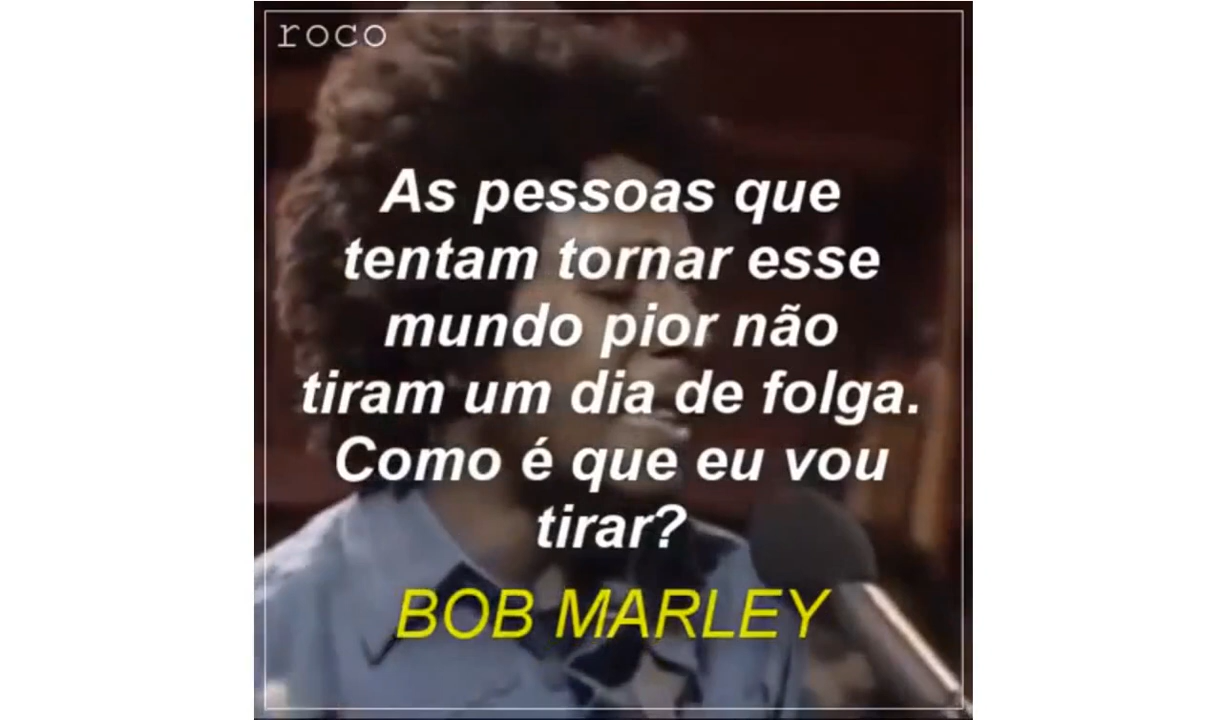 roco
As pessoas que
tentam tornar esse
mundo pior não
tiram um dia de folga.
Como é que eu vou
tirar?
BOB MARLEY